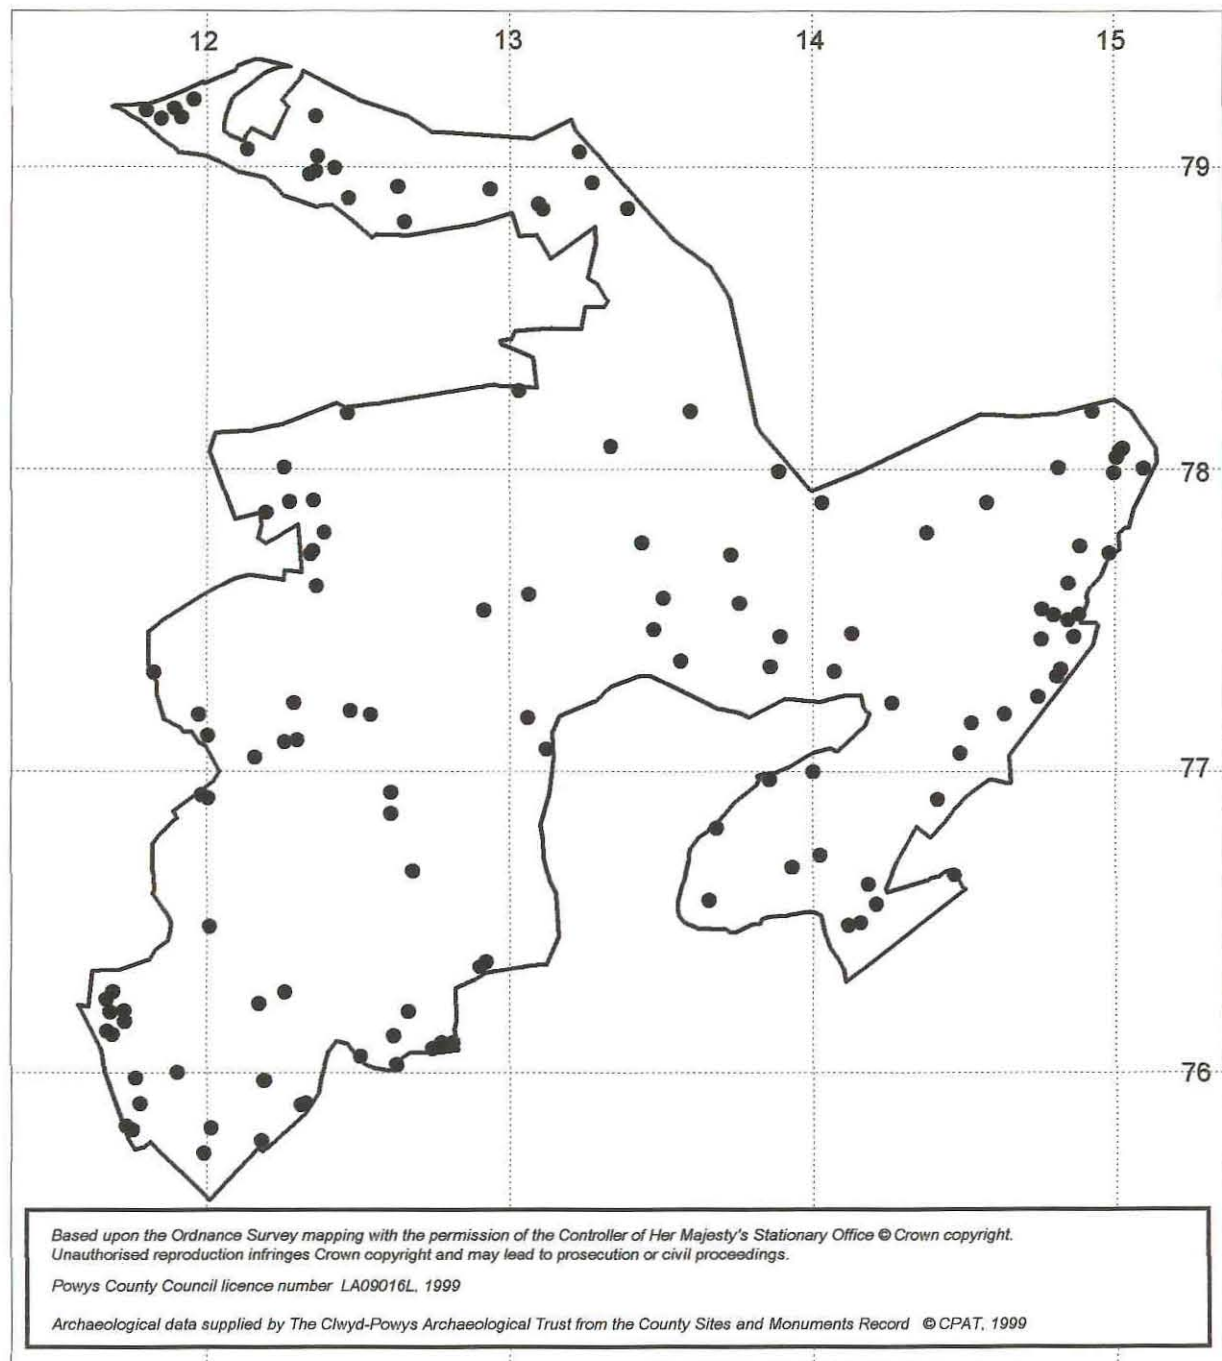 12 13 14 15
79
78
77
76
Based upon the Ordnance Survey mapping with the permission of the Controller of Her Majesty's Stationary Office © Crown copyright.
Unauthorised reproduction infringes Crown copyright and may lead to prosecution or civil proceedings.
Powys County Council licence number LA09016L, 1999
Archaeological data supplied by The Clwyd-Powys Archaeological Trust from the County Sites and Monuments Record © CPAT, 1999